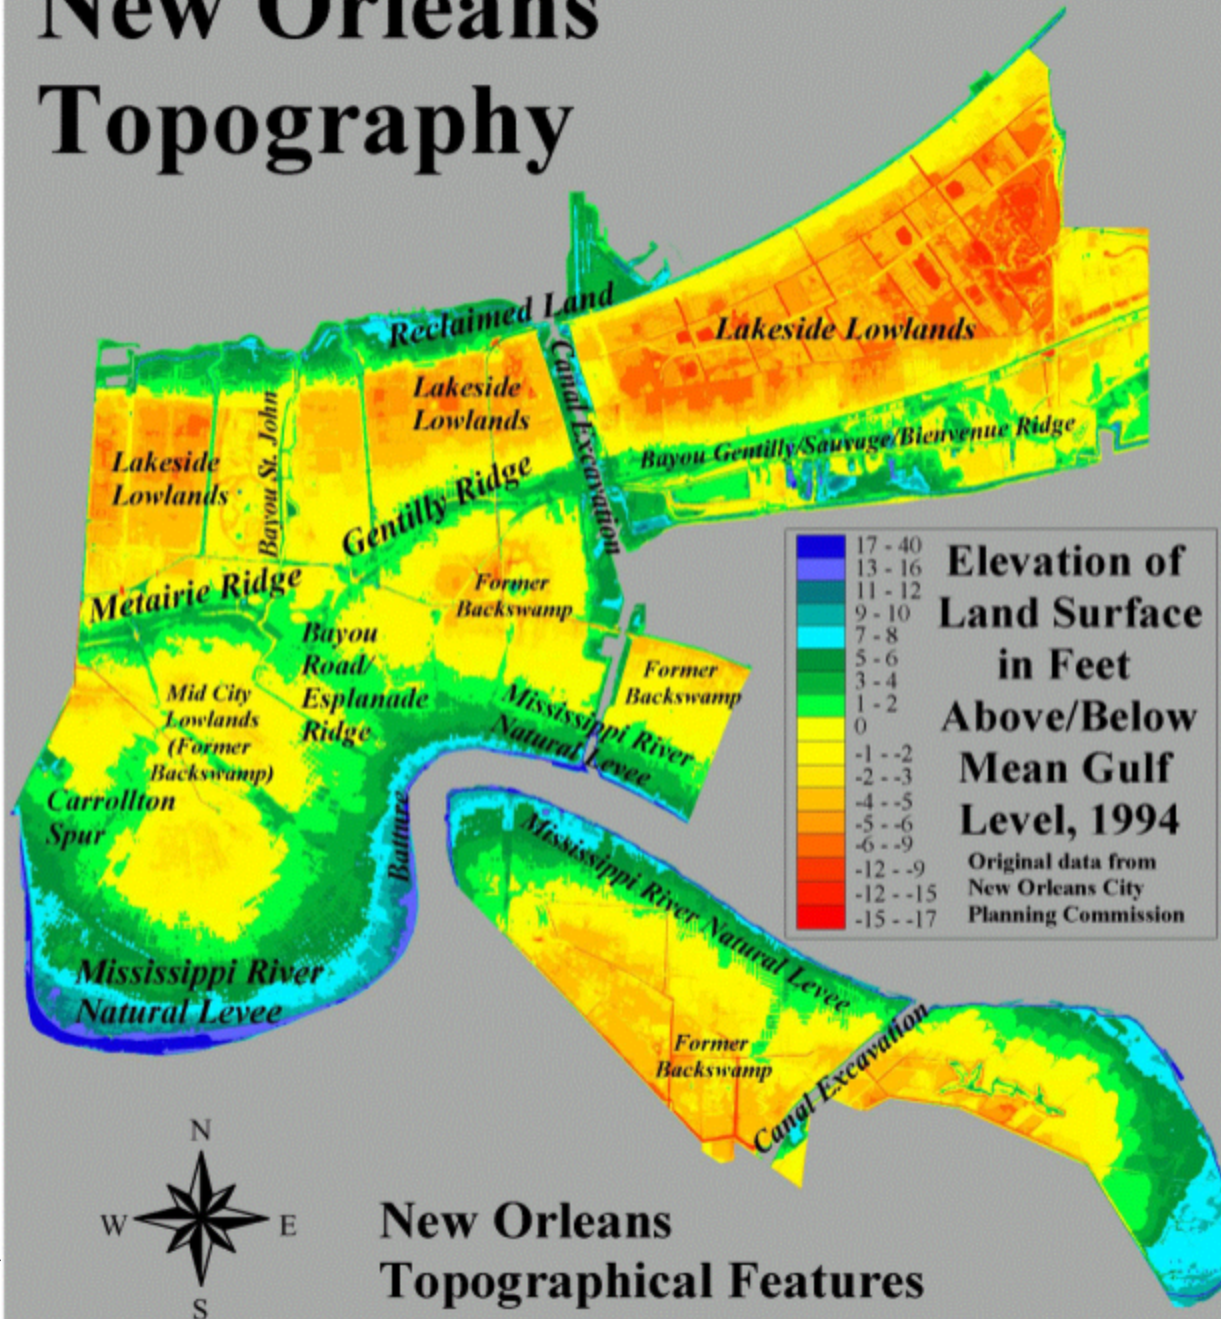 New Orleans
Topography
Reclaimed Land
Lakeside Lowlands
Lakeside
Lowlands
Canal Excavation
Bayou St. John
Lakeside
Lowlands
Bayou Gentilly/Sauvage/Bienvenue Ridge
Gentilly Ridge
Metairie Ridge
Former
Backswamp
Bayou
Road/
Esplanade
Ridge
Former
Backswamp
Mid City
Lowlands
(Former
Backswamp)
Mississippi River
Natural Levee
Carrollton
Spur
Batture
Mississippi River Natural Levee
Mississippi River
Natural Levee
Former
Backswamp
Canal Excavation
17 - 40
13 - 16
11 - 12
9 - 10
7 - 8
5 - 6
3 - 4
1 - 2
0
-1 - -2
-2 - -3
-4 - -5
-5 - -6
-6 - -9
-12 - -9
-12 - -15
-15 - -17
Elevation of
Land Surface
in Feet
Above/Below
Mean Gulf
Level, 1994
Original data from
New Orleans City
Planning Commission
N
W
E
S
New Orleans
Topographical Features